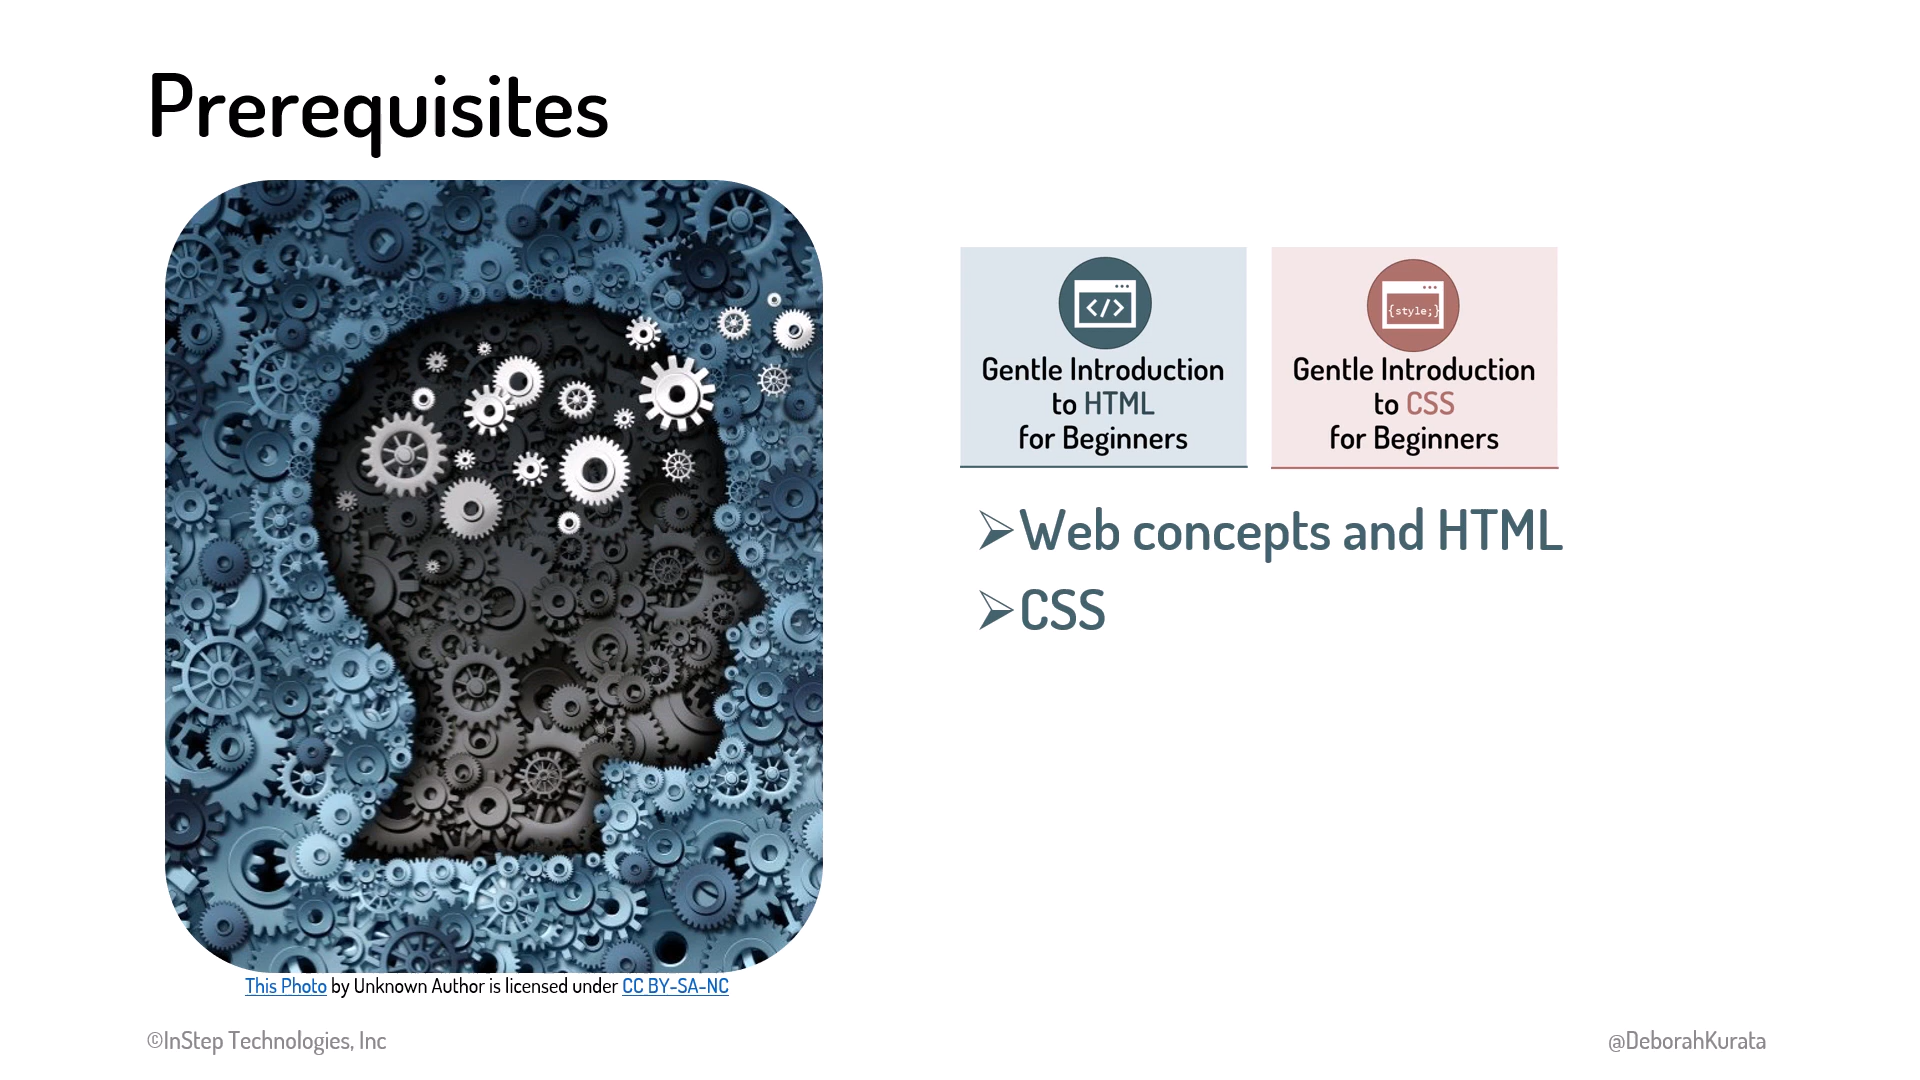 Prerequisites
</>
Gentle Introduction
to HTML
for Beginners
{style;}
Gentle Introduction
to CSS
for Beginners
Web concepts and HTML
CSS
This Photo by Unknown Author is licensed under CC BY-SA-NC
©InStep Technologies, Inc
@DeborahKurata